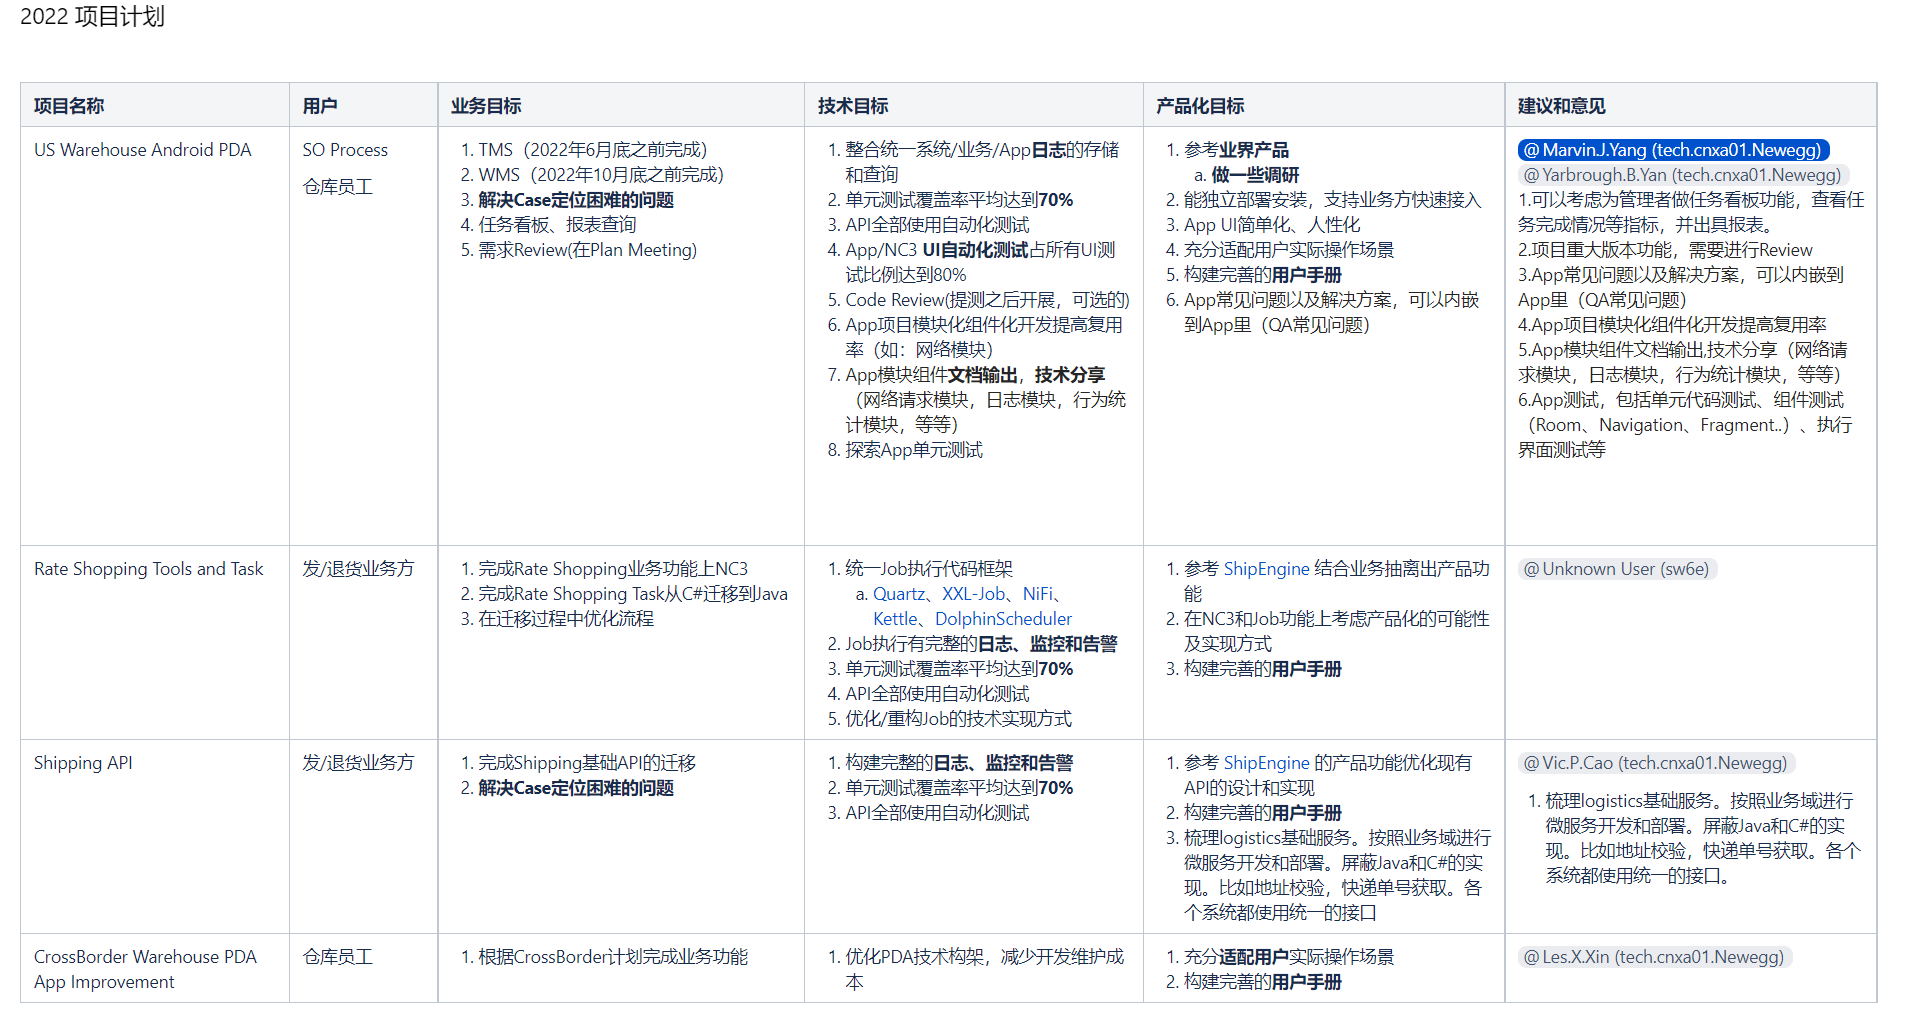 2022 项目计划
项目名称
用户
业务目标
技术目标
产品化目标
建议和意见
US Warehouse Android PDA
SO Process
仓库员工
1. TMS（2022年6月底之前完成）
2. WMS（2022年10月底之前完成）
3. 解决Case定位困难的问题
4. 任务看板、报表查询
5. 需求Review(在Plan Meeting)
1. 整合统一系统/业务/App日志的存储
和查询
2. 单元测试覆盖率平均达到70%
3. API全部使用自动化测试
4. App/NC3 UI自动化测试占所有UI测
试比例达到80%
5. Code Review(提测之后开展，可选的)
6. App项目模块化组件化开发提高复用
率（如：网络模块）
7. App模块组件文档输出，技术分享
（网络请求模块，日志模块，行为统
计模块，等等）
8. 探索App单元测试
1. 参考业界产品
a. 做一些调研
2. 能独立部署安装，支持业务方快速接入
3. App UI简单化、人性化
4. 充分适配用户实际操作场景
5. 构建完善的用户手册
6. App常见问题以及解决方案，可以内嵌
到App里（QA常见问题）
@Marvin.J.Yang (tech.cnxa01.Newegg)
@Yarbrough.B.Yan (tech.cnxa01.Newegg)
1.可以考虑为管理者做任务看板功能，查看任
务完成情况等指标，并出具报表。
2.项目重大版本功能，需要进行Review
3.App常见问题以及解决方案，可以内嵌到
App里（QA常见问题）
4.App项目模块化组件化开发提高复用率
5.App模块组件文档输出,技术分享（网络请
求模块，日志模块，行为统计模块，等等）
6.App测试，包括单元代码测试、组件测试
（Room、Navigation、Fragment..）、执行
界面测试等
Rate Shopping Tools and Task
发/退货业务方
1. 完成Rate Shopping业务功能上NC3
2. 完成Rate Shopping Task从C#迁移到Java
3. 在迁移过程中优化流程
1. 统一Job执行代码框架
a. Quartz、XXL-Job、NiFi、
Kettle、DolphinScheduler
2. Job执行有完整的日志、监控和告警
3. 单元测试覆盖率平均达到70%
4. API全部使用自动化测试
5. 优化/重构Job的技术实现方式
1. 参考 ShipEngine 结合业务抽离出产品功
能
2. 在NC3和Job功能上考虑产品化的可能性
及实现方式
3. 构建完善的用户手册
@Unknown User (sw6e)
Shipping API
发/退货业务方
1. 完成Shipping基础API的迁移
2. 解决Case定位困难的问题
1. 构建完整的日志、监控和告警
2. 单元测试覆盖率平均达到70%
3. API全部使用自动化测试
1. 参考 ShipEngine 的产品功能优化现有
API的设计和实现
2. 构建完善的用户手册
3. 梳理logistics基础服务。按照业务域进行
微服务开发和部署。屏蔽Java和C#的实
现。比如地址校验，快递单号获取。各
个系统都使用统一的接口
@Vic.P.Cao (tech.cnxa01.Newegg)
1. 梳理logistics基础服务。按照业务域进行
微服务开发和部署。屏蔽Java和C#的实
现。比如地址校验，快递单号获取。各个
系统都使用统一的接口。
CrossBorder Warehouse PDA
App Improvement
仓库员工
1. 根据CrossBorder计划完成业务功能
1. 优化PDA技术构架，减少开发维护成
本
1. 充分适配用户实际操作场景
2. 构建完善的用户手册
@Les.X.Xin (tech.cnxa01.Newegg)